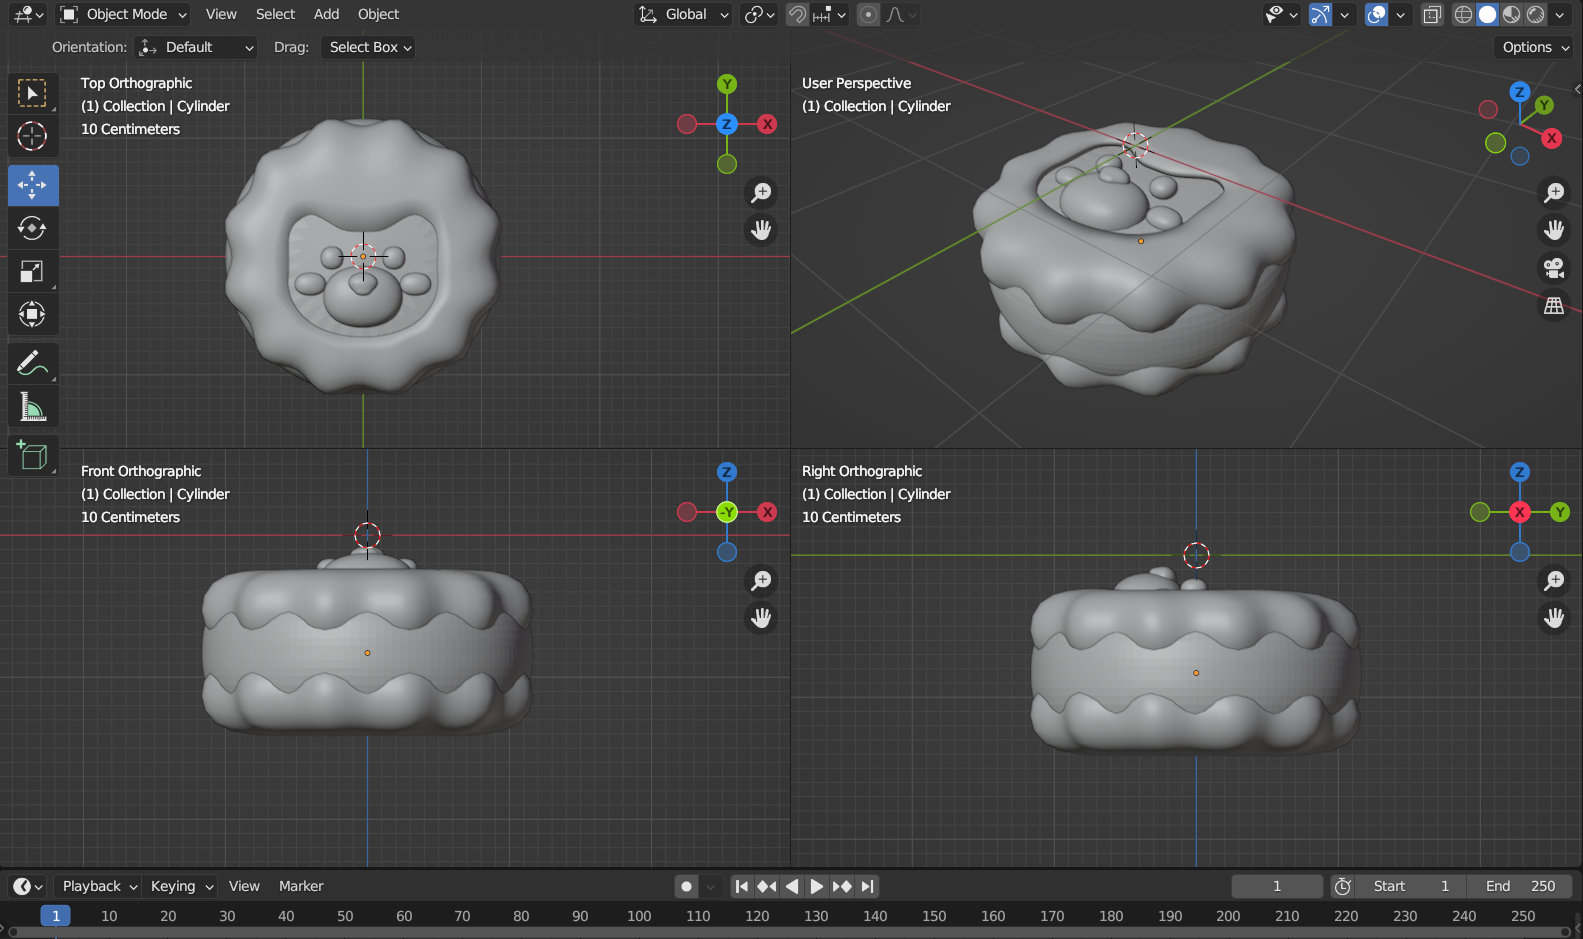 Object Mode View Select Add Object Global
Orientation: Default Drag: Select Box Options
Top Orthographic
(1) Collection | Cylinder
10 Centimeters
Y
Z
X
User Perspective
(1) Collection | Cylinder
Z
Y
X
Front Orthographic
(1) Collection | Cylinder
10 Centimeters
Z
-Y
X
Right Orthographic
(1) Collection | Cylinder
10 Centimeters
Z
X
Y
Playback Keying View Marker 1 Start 1 End 250
1 10 20 30 40 50 60 70 80 90 100 110 120 130 140 150 160 170 180 190 200 210 220 230 240 250